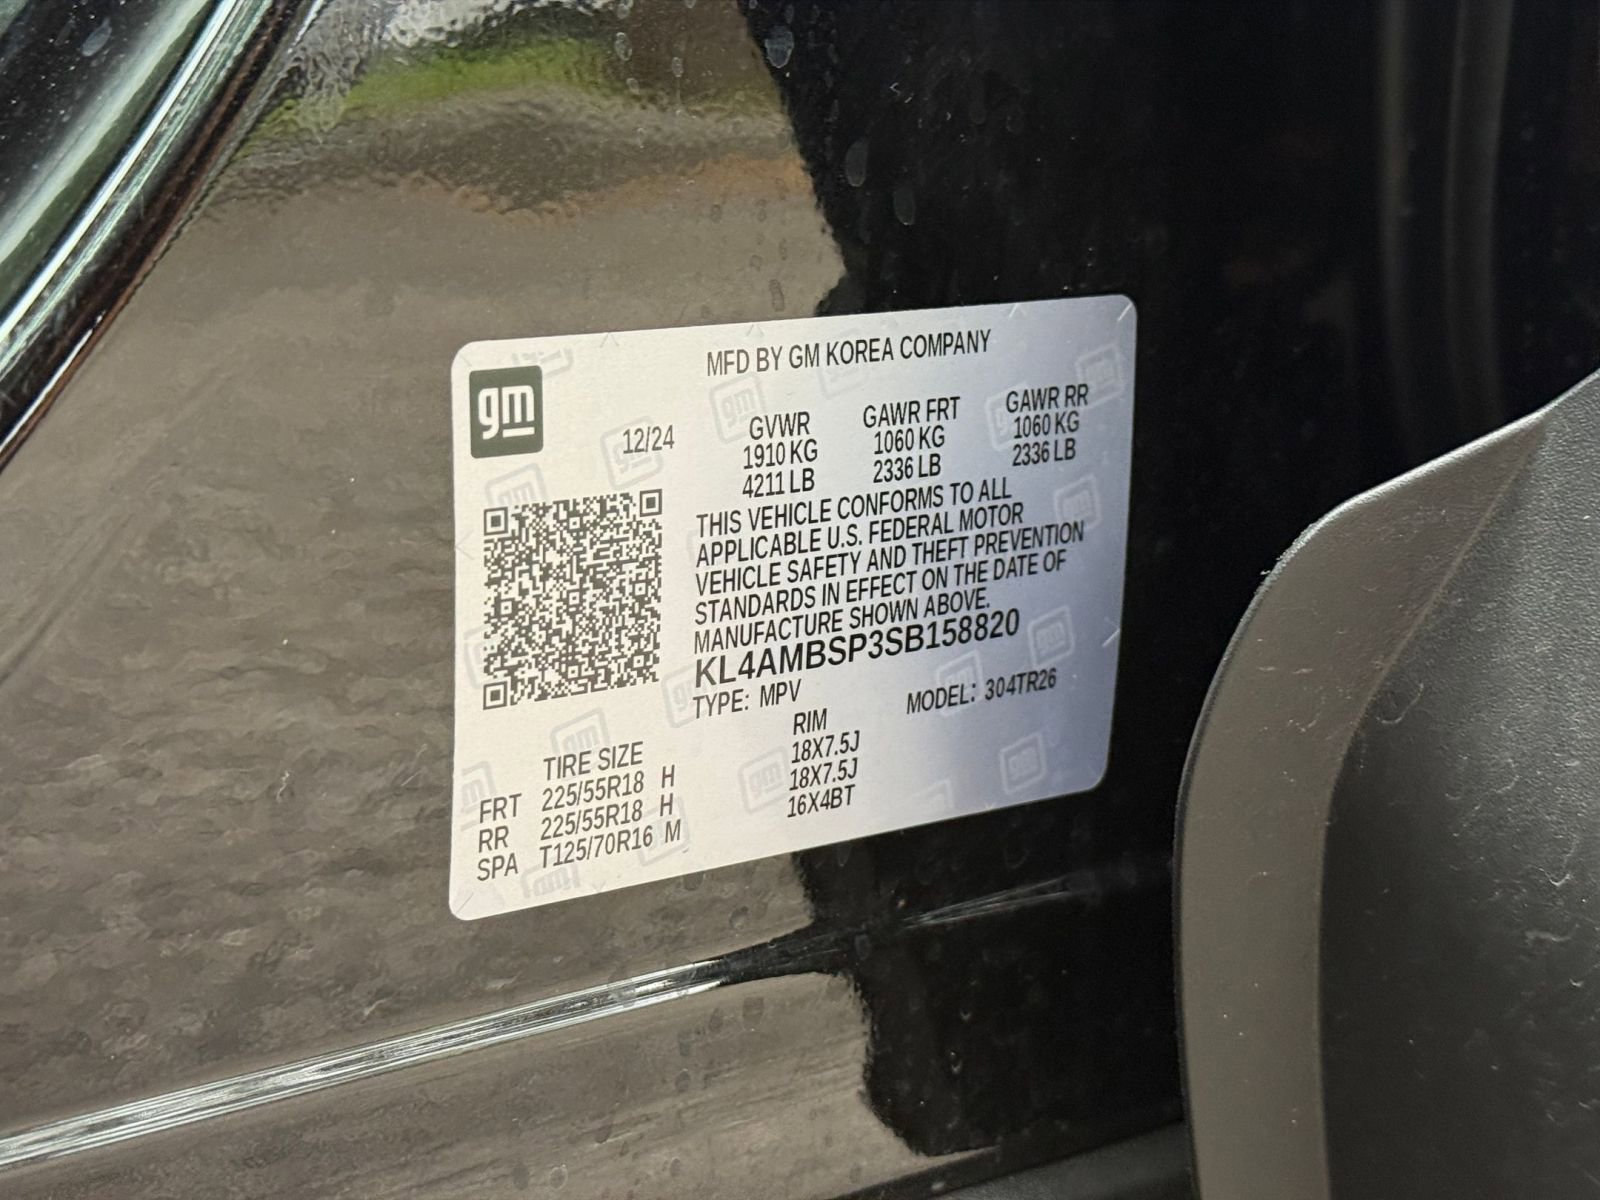 MFD BY GM KOREA COMPANY
gm
12/24
GVWR GAWR FRT GAWR RR
1910 KG 1060 KG 1060 KG
4211 LB 2336 LB 2336 LB
THIS VEHICLE CONFORMS TO ALL
APPLICABLE U.S. FEDERAL MOTOR
VEHICLE SAFETY AND THEFT PREVENTION
STANDARDS IN EFFECT ON THE DATE OF
MANUFACTURE SHOWN ABOVE.
KL4AMBSP3SB158820
TYPE: MPV MODEL: 304TR26
TIRE SIZE RIM
FRT 225/55R18 H 18X7.5J
RR 225/55R18 H 18X7.5J
SPA T125/70R16 M 16X4BT